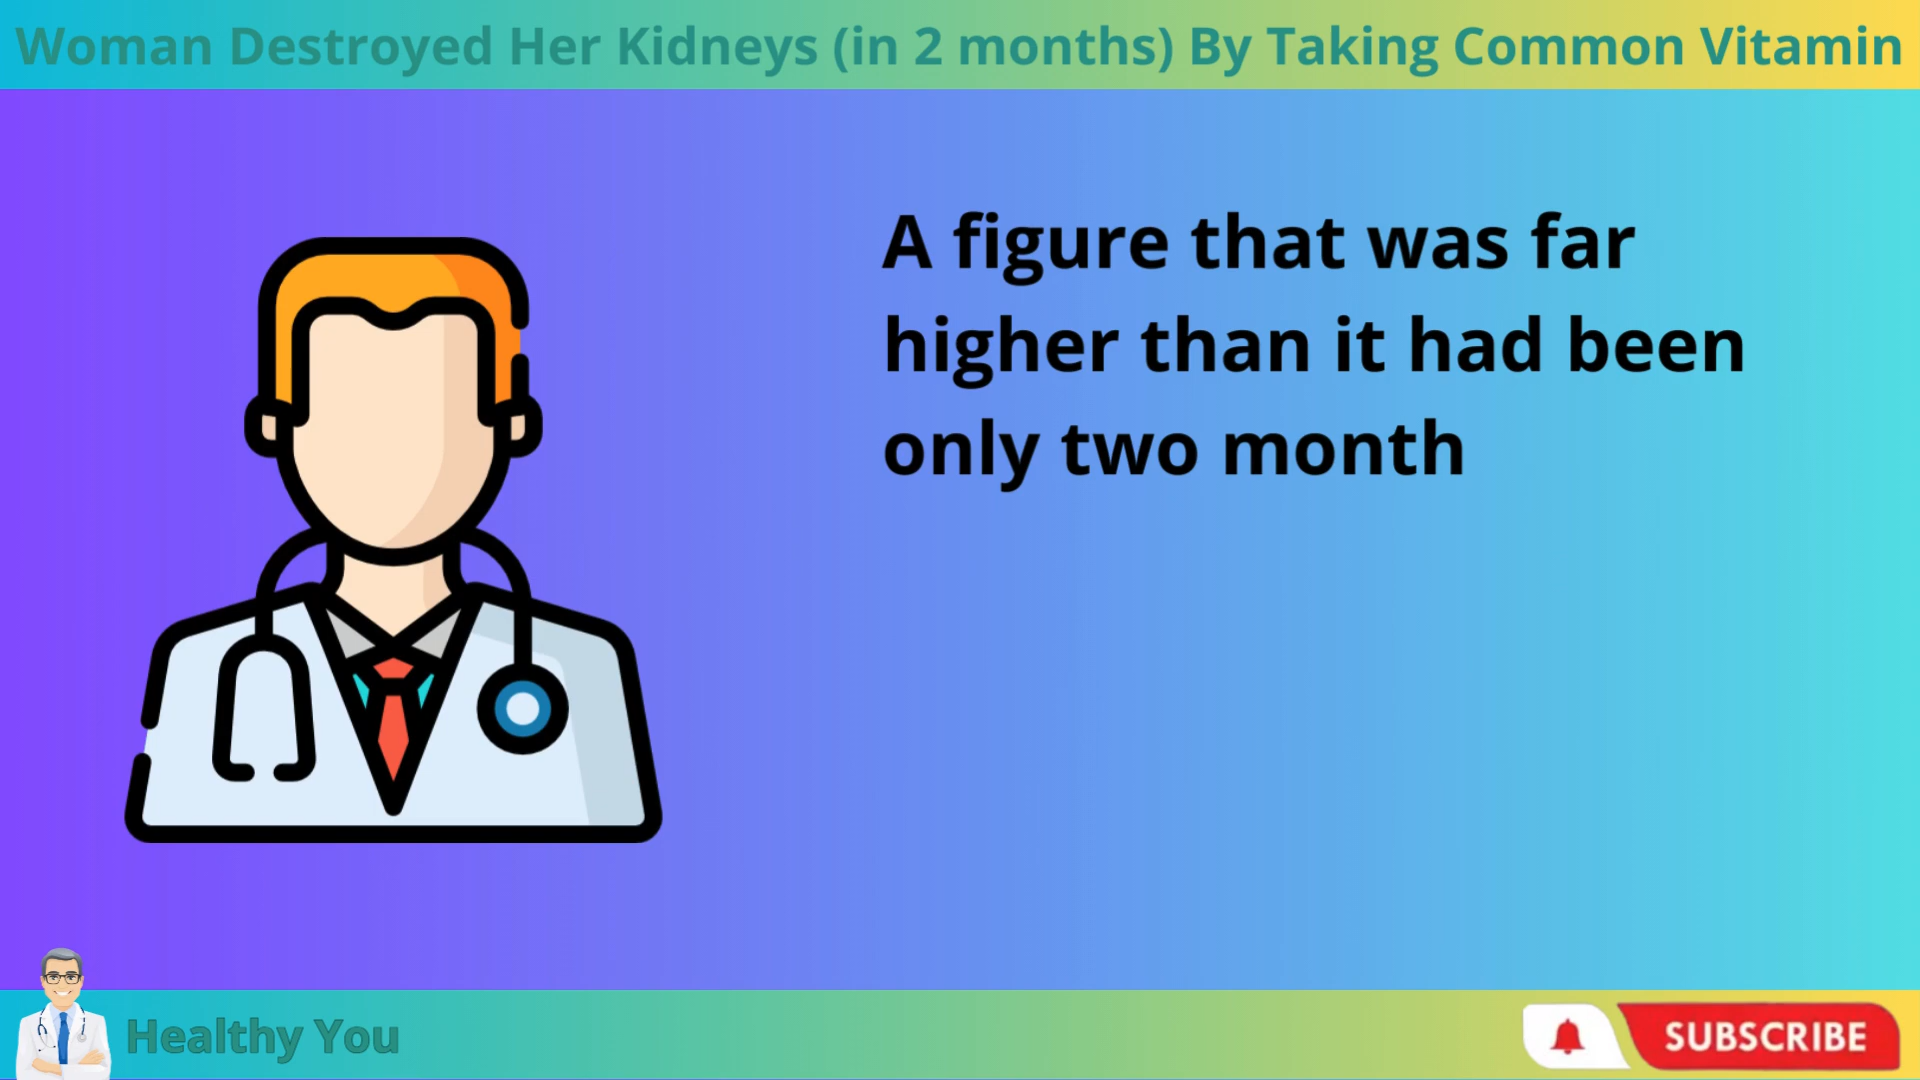 Woman Destroyed Her Kidneys (in 2 months) By Taking Common Vitamin
A figure that was far
higher than it had been
only two month
Healthy You
SUBSCRIBE